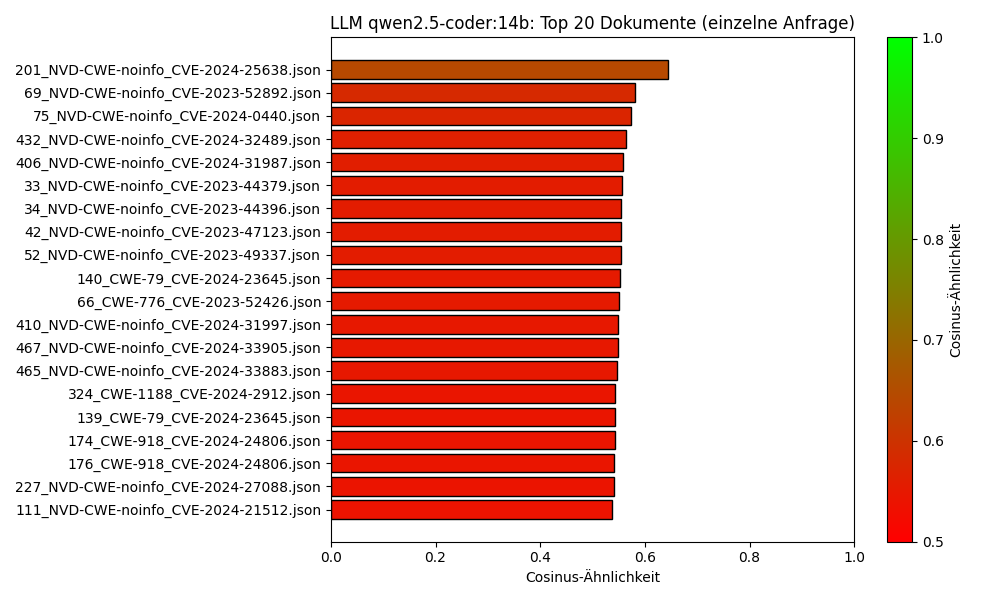 LLM qwen2.5-coder:14b: Top 20 Dokumente (einzelne Anfrage)
201_NVD-CWE-noinfo_CVE-2024-25638.json
69_NVD-CWE-noinfo_CVE-2023-52892.json
75_NVD-CWE-noinfo_CVE-2024-0440.json
432_NVD-CWE-noinfo_CVE-2024-32489.json
406_NVD-CWE-noinfo_CVE-2024-31987.json
33_NVD-CWE-noinfo_CVE-2023-44379.json
34_NVD-CWE-noinfo_CVE-2023-44396.json
42_NVD-CWE-noinfo_CVE-2023-47123.json
52_NVD-CWE-noinfo_CVE-2023-49337.json
140_CWE-79_CVE-2024-23645.json
66_CWE-776_CVE-2023-52426.json
410_NVD-CWE-noinfo_CVE-2024-31997.json
467_NVD-CWE-noinfo_CVE-2024-33905.json
465_NVD-CWE-noinfo_CVE-2024-33883.json
324_CWE-1188_CVE-2024-2912.json
139_CWE-79_CVE-2024-23645.json
174_CWE-918_CVE-2024-24806.json
176_CWE-918_CVE-2024-24806.json
227_NVD-CWE-noinfo_CVE-2024-27088.json
111_NVD-CWE-noinfo_CVE-2024-21512.json
0.0 0.2 0.4 0.6 0.8 1.0
Cosinus-Ähnlichkeit
1.0
0.9
0.8
0.7
0.6
0.5
Cosinus-Ähnlichkeit